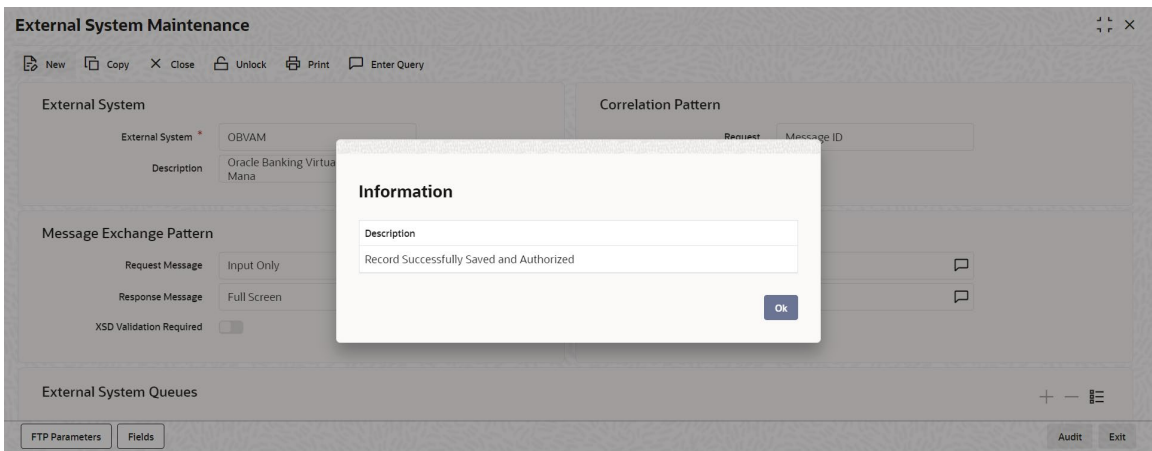 External System Maintenance
New Copy Close Unlock Print Enter Query
External System
External System * OBVAM
Description Oracle Banking Virtua
Mana
Correlation Pattern
Request Message ID
Information
Description
Record Successfully Saved and Authorized
Ok
Message Exchange Pattern
Request Message Input Only
Response Message Full Screen
XSD Validation Required
External System Queues
FTP Parameters Fields Audit Exit